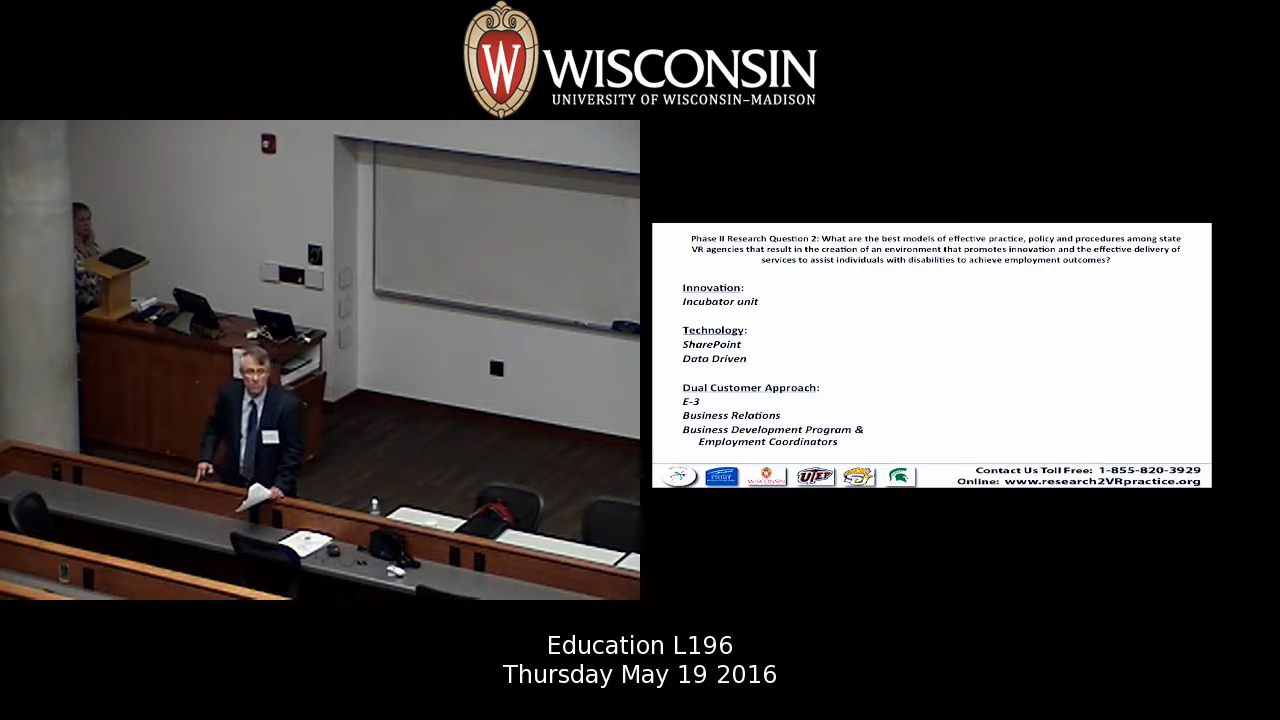 W
WISCONSIN
UNIVERSITY OF WISCONSIN–MADISON
Phase II Research Question 2: What are the best models of effective practice, policy and procedures among state
VR agencies that result in the creation of an environment that promotes innovation and the effective delivery of
services to assist individuals with disabilities to achieve employment outcomes?
Innovation:
Incubator unit
Technology:
SharePoint
Data Driven
Dual Customer Approach:
E-3
Business Relations
Business Development Program &
Employment Coordinators
STOUT
WISCONSIN
UTEP
Contact Us Toll Free: 1-855-820-3929
Online: www.research2VRpractice.org
Education L196
Thursday May 19 2016